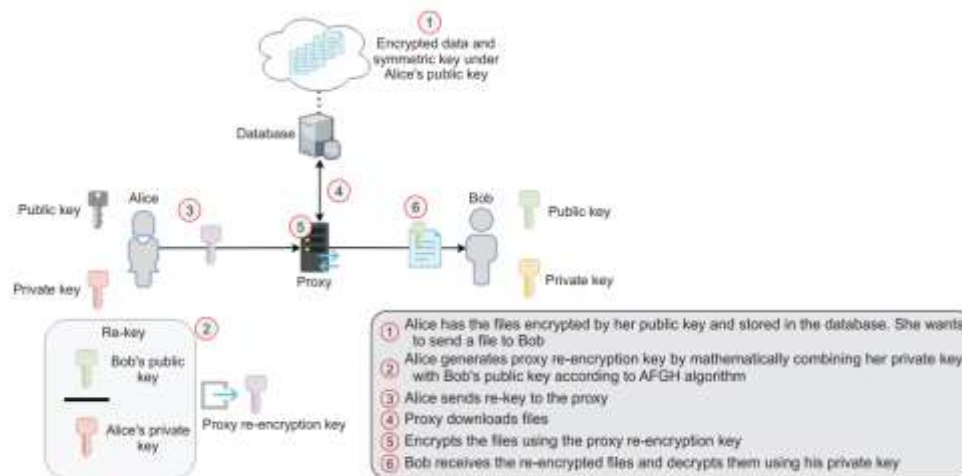 1
Encrypted data and
symmetric key under
Alice's public key
Database
4
Alice
Public key
3
Private key
5
Proxy
6
Bob
Public key
Private key
Re-key
2
Bob's public
key
Alice's private
key
Proxy re-encryption key
1 Alice has the files encrypted by her public key and stored in the database. She wants
to send a file to Bob
2 Alice generates proxy re-encryption key by mathematically combining her private key
with Bob's public key according to AFGH algorithm
3 Alice sends re-key to the proxy
4 Proxy downloads files
5 Encrypts the files using the proxy re-encryption key
6 Bob receives the re-encrypted files and decrypts them using his private key